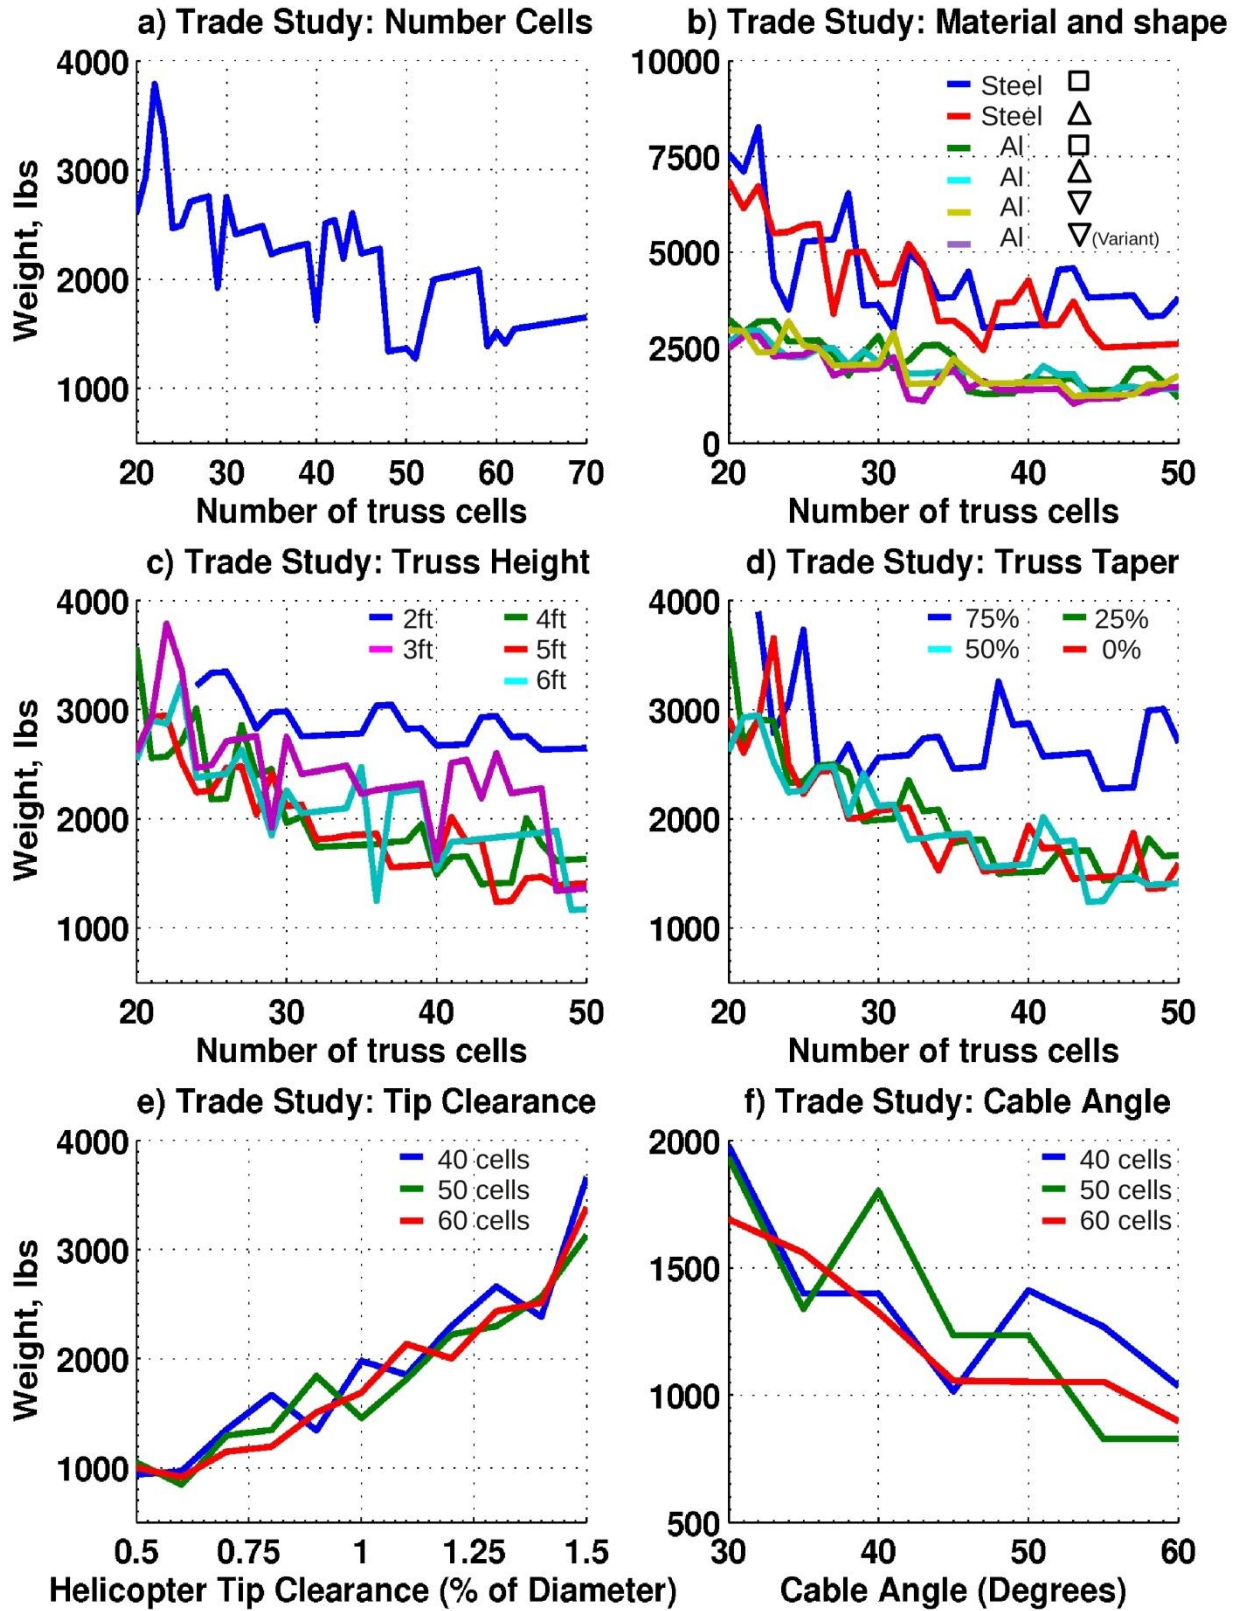 a) Trade Study: Number Cells
4000
3000
2000
1000
Weight, lbs
20 30 40 50 60 70
Number of truss cells
b) Trade Study: Material and shape
10000
7500
5000
2500
0
Steel
Steel
Al
Al
Al
Al (Variant)
20 30 40 50
Number of truss cells
c) Trade Study: Truss Height
4000
3000
2000
1000
Weight, lbs
2ft 4ft
3ft 5ft
6ft
20 30 40 50
Number of truss cells
d) Trade Study: Truss Taper
4000
3000
2000
1000
75% 25%
50% 0%
20 30 40 50
Number of truss cells
e) Trade Study: Tip Clearance
4000
3000
2000
1000
Weight, lbs
40 cells
50 cells
60 cells
0.5 0.75 1 1.25 1.5
Helicopter Tip Clearance (% of Diameter)
f) Trade Study: Cable Angle
2000
1500
1000
500
40 cells
50 cells
60 cells
30 40 50 60
Cable Angle (Degrees)